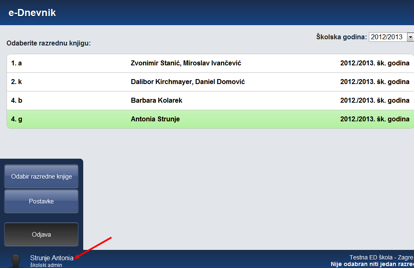 e-Dnevnik
Školska godina: 2012/2013
Odaberite razrednu knjigu:
1. a Zvonimir Stanić, Miroslav Ivančević 2012./2013. šk. godina
2. k Dalibor Kirchmayer, Daniel Domović 2012./2013. šk. godina
4. b Barbara Kolarek 2012./2013. šk. godina
4. g Antonia Strunje 2012./2013. šk. godina
Odabir razredne knjige
Postavke
Odjava
Strunje Antonia
školski admin
Testna ED škola - Zagre
Nije odabran niti jedan razre